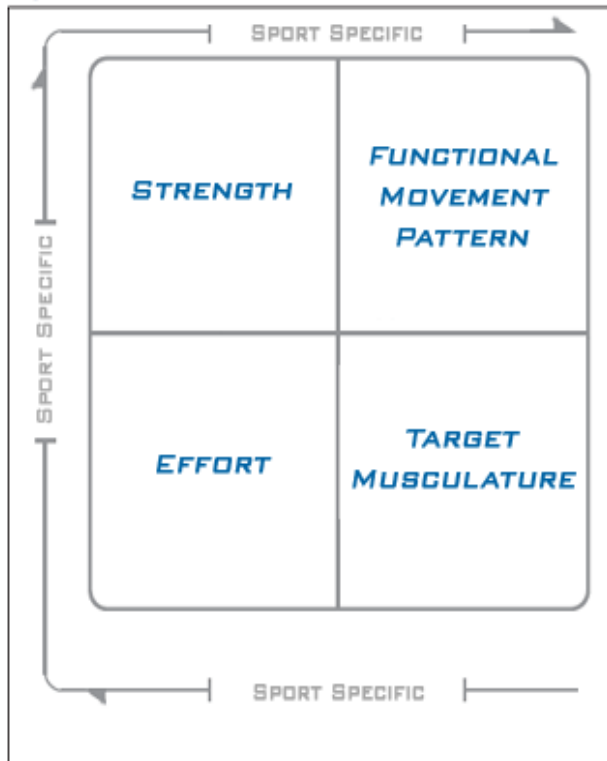 SPORT SPECIFIC
STRENGTH
FUNCTIONAL
MOVEMENT
PATTERN
SPORT SPECIFIC
EFFORT
TARGET
MUSCULATURE
SPORT SPECIFIC